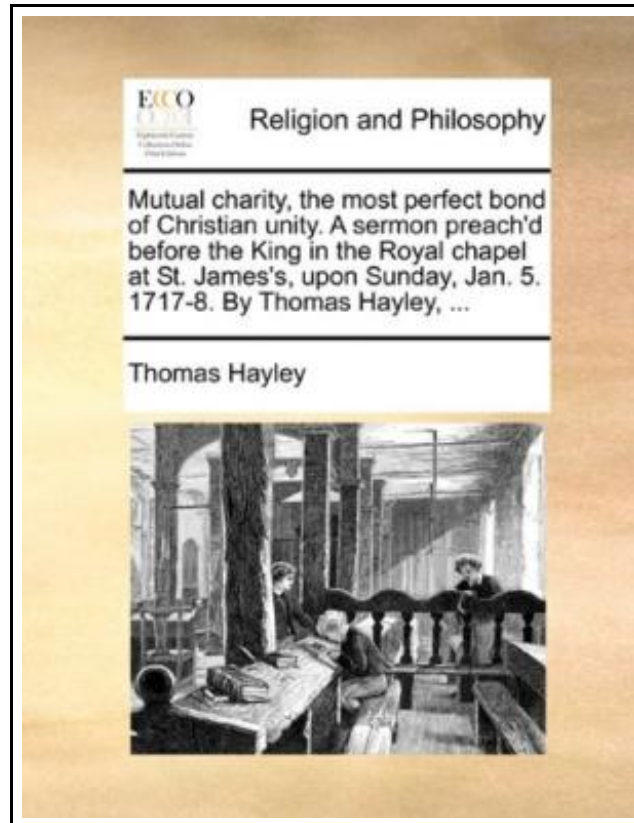 ECCO
Religion and Philosophy
Mutual charity, the most perfect bond
of Christian unity. A sermon preach'd
before the King in the Royal chapel
at St. James's, upon Sunday, Jan. 5.
1717-8. By Thomas Hayley, ...
Thomas Hayley